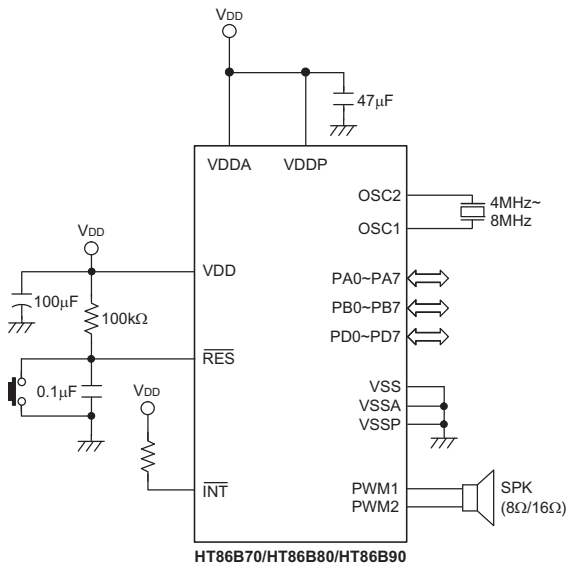 VDD
47μF
VDDA VDDP
OSC2
4MHz~
8MHz
OSC1
VDD
VDD
PA0~PA7
100μF
100kΩ
PB0~PB7
PD0~PD7
RES
0.1μF
VDD
VSS
VSSA
VSSP
INT
PWM1
PWM2
SPK
(8Ω/16Ω)
HT86B70/HT86B80/HT86B90